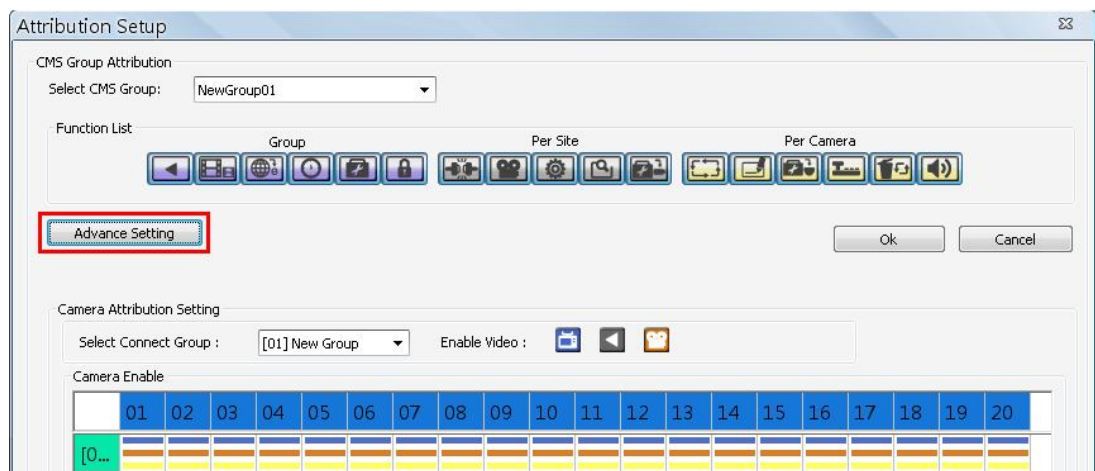 Attribution Setup
CMS Group Attribution
Select CMS Group: NewGroup01
Function List
Group Per Site Per Camera
Advance Setting
Ok Cancel
Camera Attribution Setting
Select Connect Group : [01] New Group Enable Video :
Camera Enable
01 02 03 04 05 06 07 08 09 10 11 12 13 14 15 16 17 18 19 20
[0...